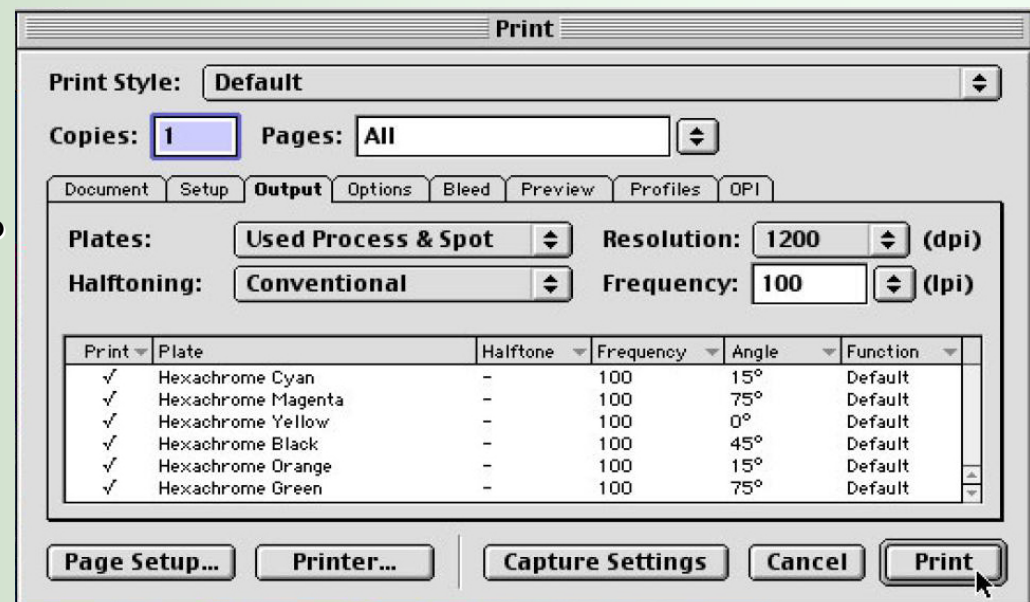 Print
Print Style: Default
Copies: 1 Pages: All
Document Setup Output Options Bleed Preview Profiles OPI
Plates: Used Process & Spot Resolution: 1200 (dpi)
Halftoning: Conventional Frequency: 100 (lpi)
Print Plate Halftone Frequency Angle Function
√ Hexachrome Cyan - 100 15° Default
√ Hexachrome Magenta - 100 75° Default
√ Hexachrome Yellow - 100 0° Default
√ Hexachrome Black - 100 45° Default
√ Hexachrome Orange - 100 15° Default
√ Hexachrome Green - 100 75° Default
Page Setup... Printer... Capture Settings Cancel Print